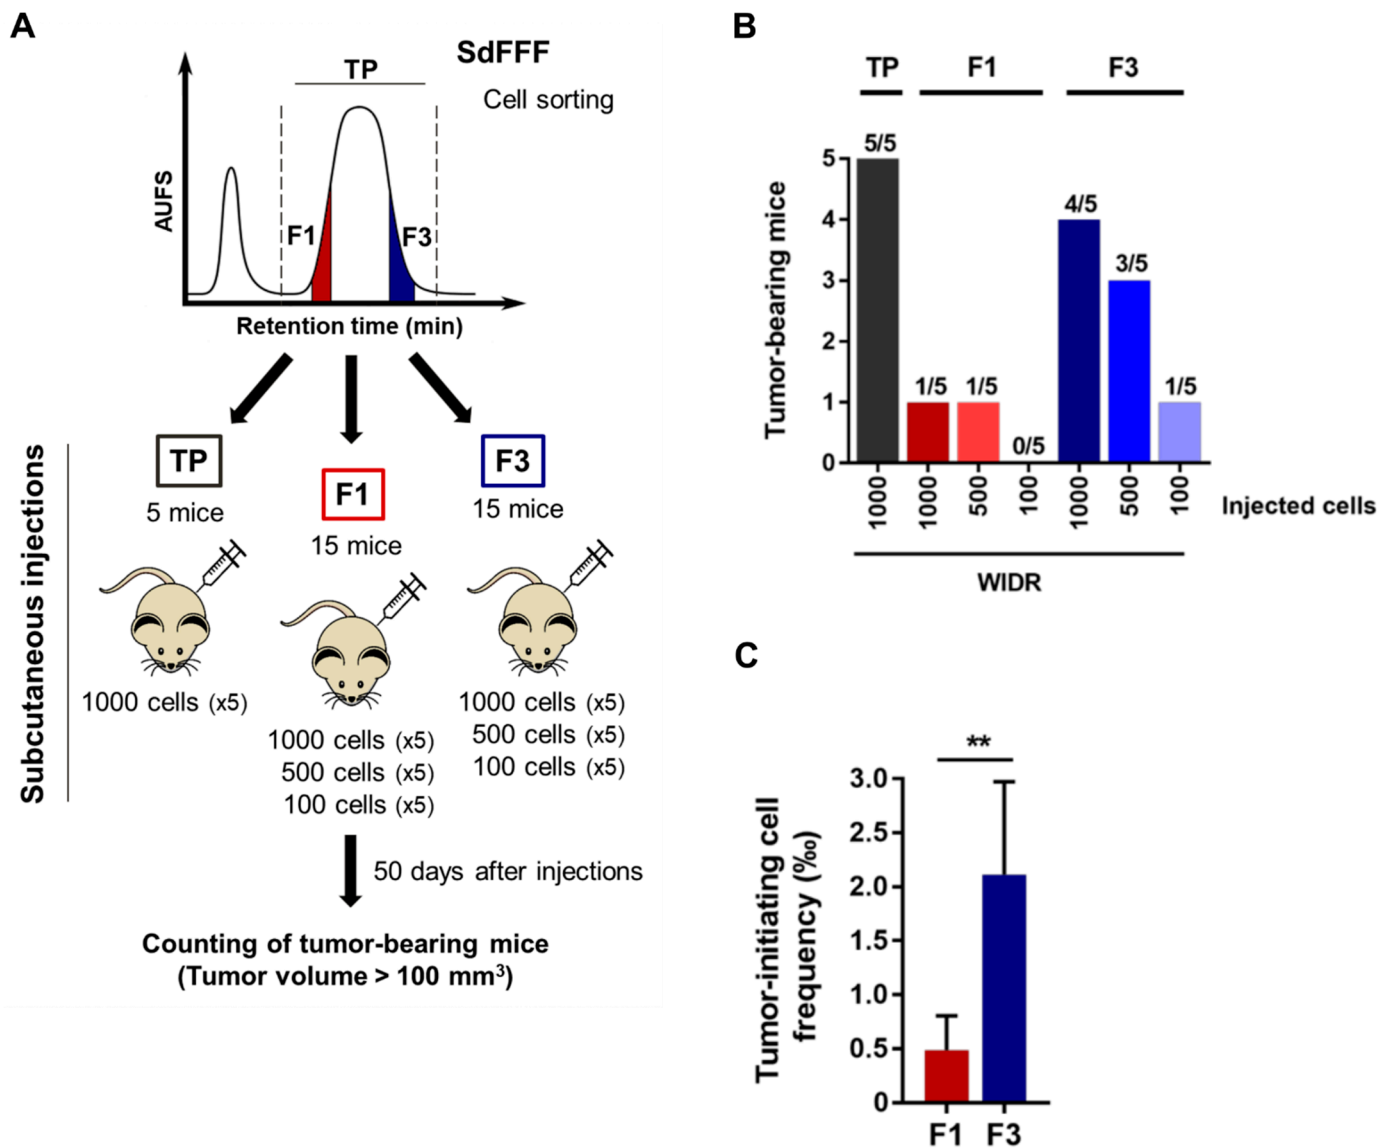 A
SdFFF
Cell sorting
TP
AUFS
F1
F3
Retention time (min)
Subcutaneous injections
TP
5 mice
F1
15 mice
F3
15 mice
1000 cells (x5)
1000 cells (x5)
500 cells (x5)
100 cells (x5)
1000 cells (x5)
500 cells (x5)
100 cells (x5)
50 days after injections
Counting of tumor-bearing mice
(Tumor volume > 100 mm³)
B
TP F1 F3
Tumor-bearing mice
5
4
3
2
1
0
5/5
1/5
1/5
0/5
4/5
3/5
1/5
1000
1000
500
100
1000
500
100
Injected cells
WIDR
C
**
Tumor-initiating cell
frequency (‰)
3.0
2.5
2.0
1.5
1.0
0.5
0
F1 F3